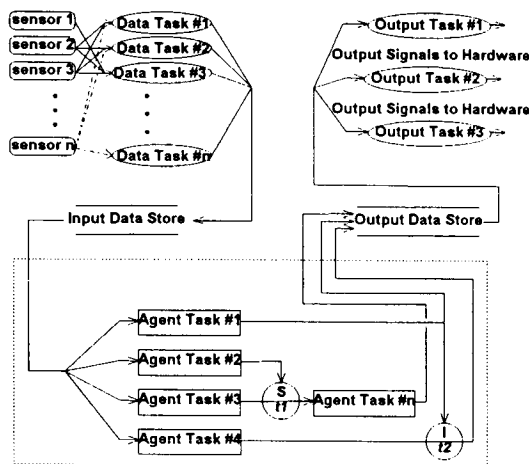 sensor 1
sensor 2
sensor 3
sensor n
Data Task #1
Data Task #2
Data Task #3
Data Task #n
Output Task #1
Output Signals to Hardware
Output Task #2
Output Signals to Hardware
Output Task #3
Input Data Store
Output Data Store
Agent Task #1
Agent Task #2
Agent Task #3
S
t1
Agent Task #n
Agent Task #4
I
t2